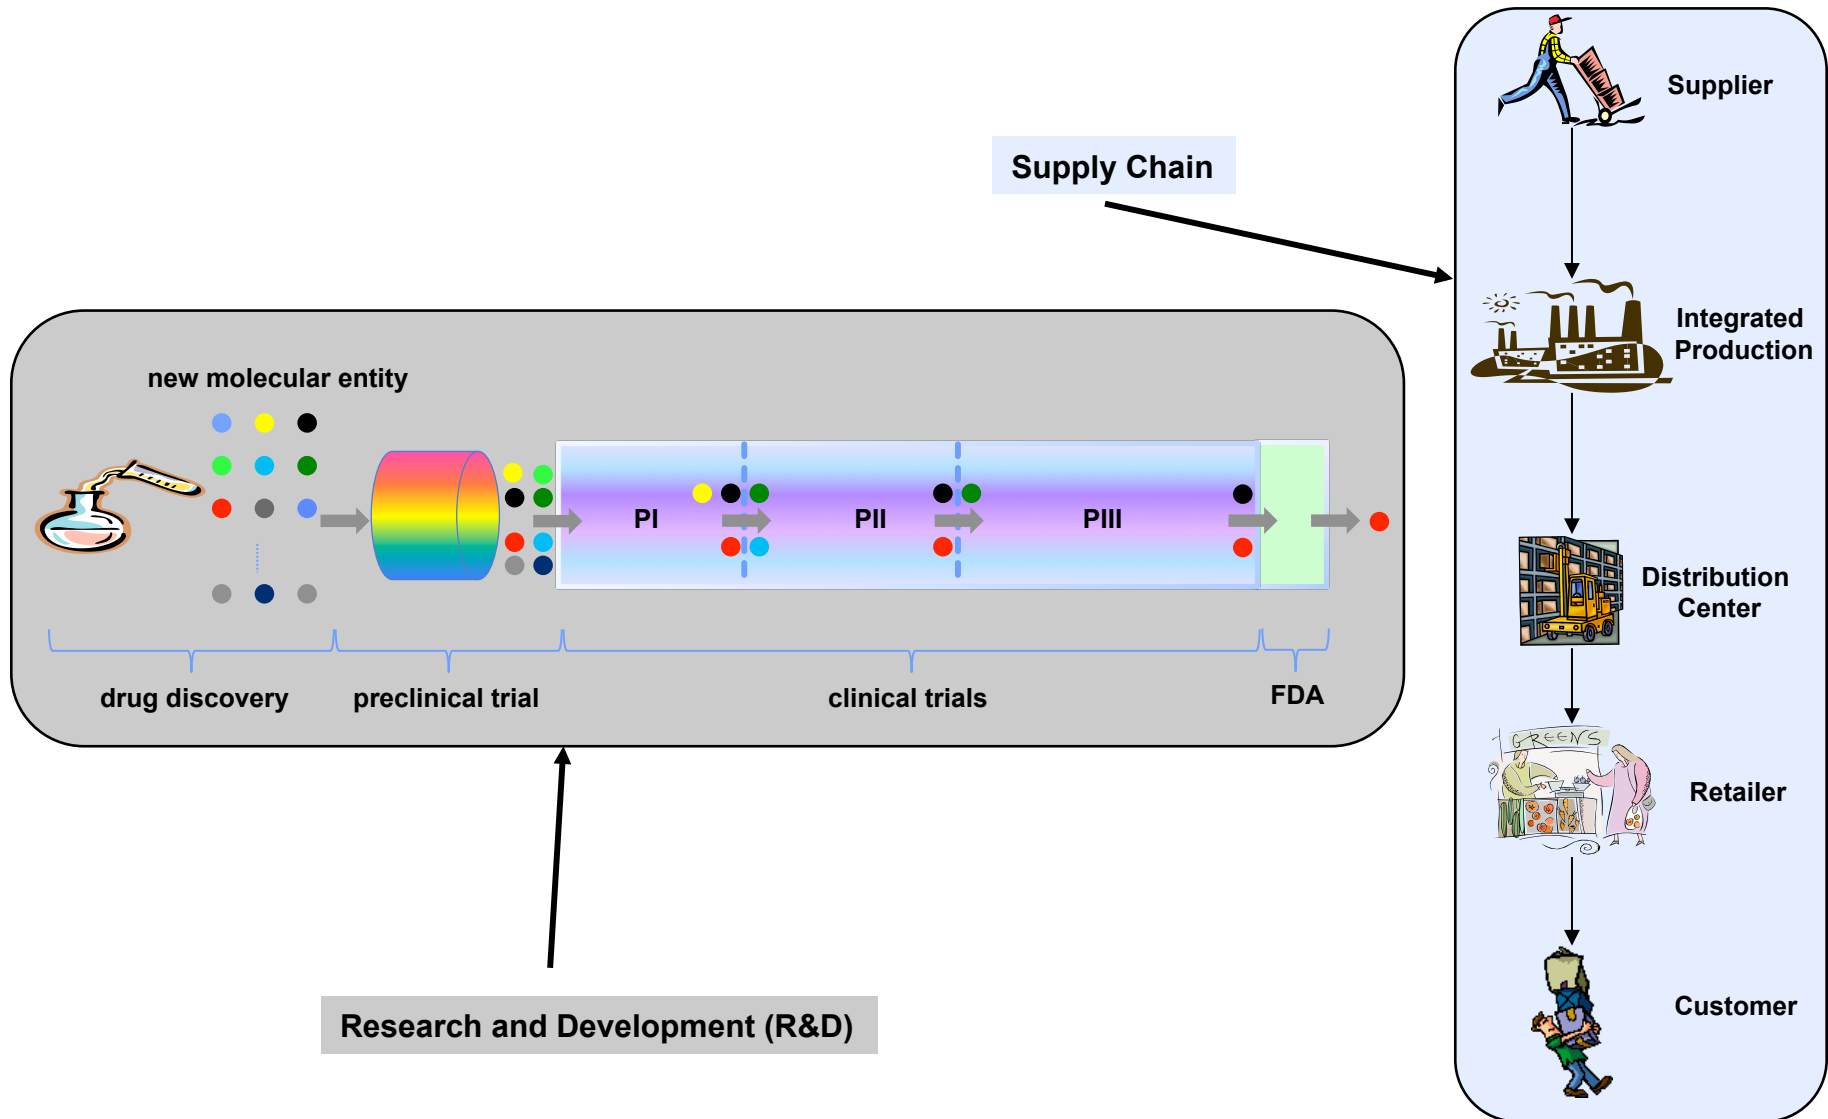 Supplier
Supply Chain
Integrated
Production
new molecular entity
PI
PII
PIII
Distribution
Center
drug discovery
preclinical trial
clinical trials
FDA
GREENS
Retailer
Customer
Research and Development (R&D)